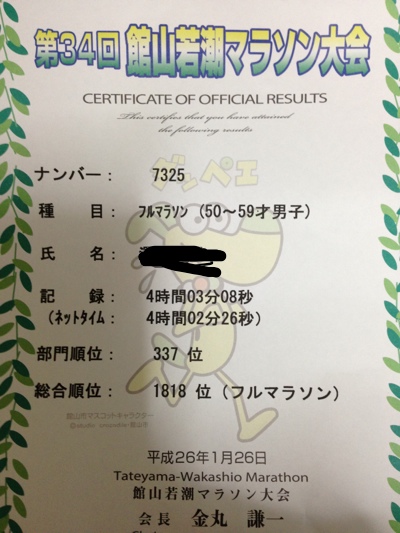 第34回 館山若潮マラソン大会
CERTIFICATE OF OFFICIAL RESULTS
This certifies that you have attained
the following results
ガンペエ
ナンバー： 7325
種 目： ﾌﾙﾏﾗｿﾝ (50～59才男子)
氏 名：
記 録： 4時間03分08秒
(ネットタイム： 4時間02分26秒)
部門順位： 337 位
総合順位： 1818 位 (フルマラソン)
館山市マスコットキャラクター
平成26年1月26日
Tateyama-Wakashio Marathon
館山若潮マラソン大会
会長 金丸 謙一